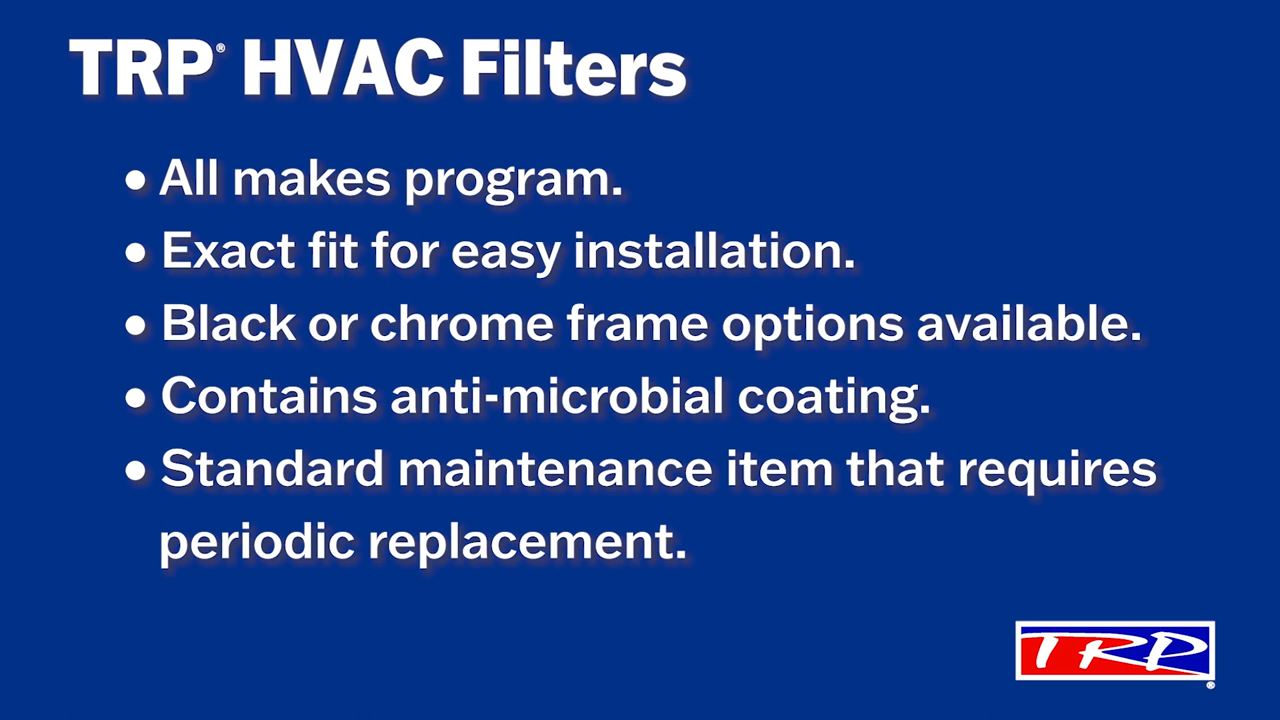 TRP® HVAC Filters
• All makes program.
• Exact fit for easy installation.
• Black or chrome frame options available.
• Contains anti-microbial coating.
• Standard maintenance item that requires
periodic replacement.
TRP®